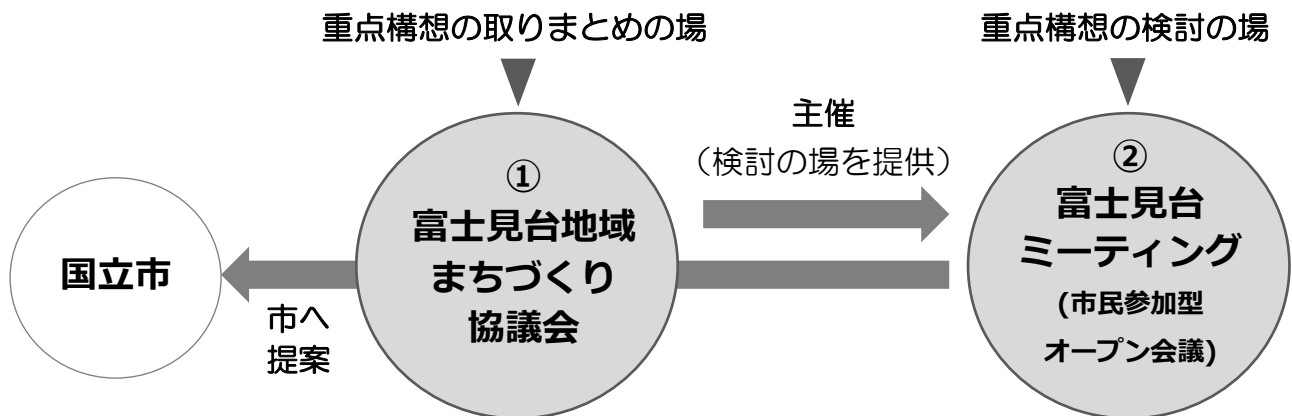 重点構想の取りまとめの場
重点構想の検討の場
主催
（検討の場を提供）
①
富士見台地域
まちづくり
協議会
②
富士見台
ミーティング
(市民参加型
オープン会議)
国立市
市へ
提案